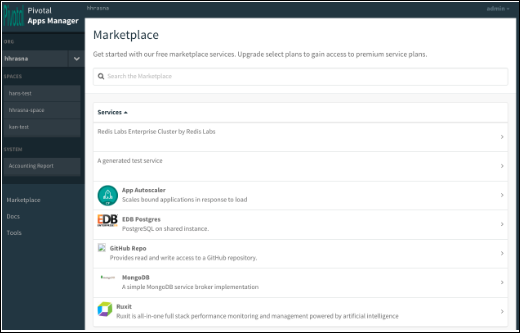 Pivotal
Pivotal
Apps Manager
hhrasna
admin
ORG
hhrasna
SPACES
hans-test
hhrasna-space
SYSTEM
Accounting Report
Marketplace
Docs
Tools
Marketplace
Get started with our free marketplace services. Upgrade select plans to gain access to premium service plans.
Search the Marketplace
Services
Redis Labs Enterprise Cluster by Redis Labs
A generated test service
App Autoscaler
Scales bound applications in response to load
EDB
EDB Postgres
PostgreSQL on shared instance.
GitHub Repo
Provides read and write access to a GitHub repository.
MongoDB
A simple MongoDB service broker implementation
Ruxit
Ruxit is all-in-one full stack performance monitoring and management powered by artificial intelligence